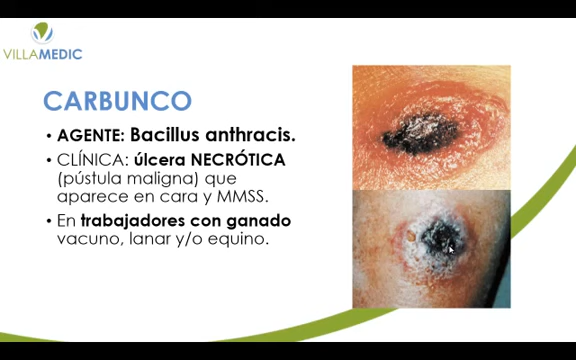 VILLAMEDIC
CARBUNCO
• AGENTE: Bacillus anthracis.
• CLÍNICA: úlcera NECRÓTICA
(pústula maligna) que
aparece en cara y MMSS.
• En trabajadores con ganado
vacuno, lanar y/o equino.